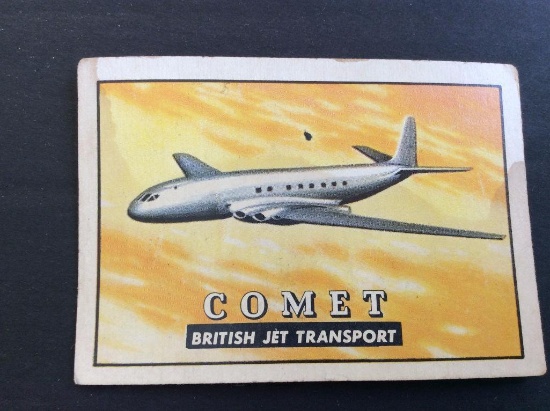 COMET
BRITISH JET TRANSPORT